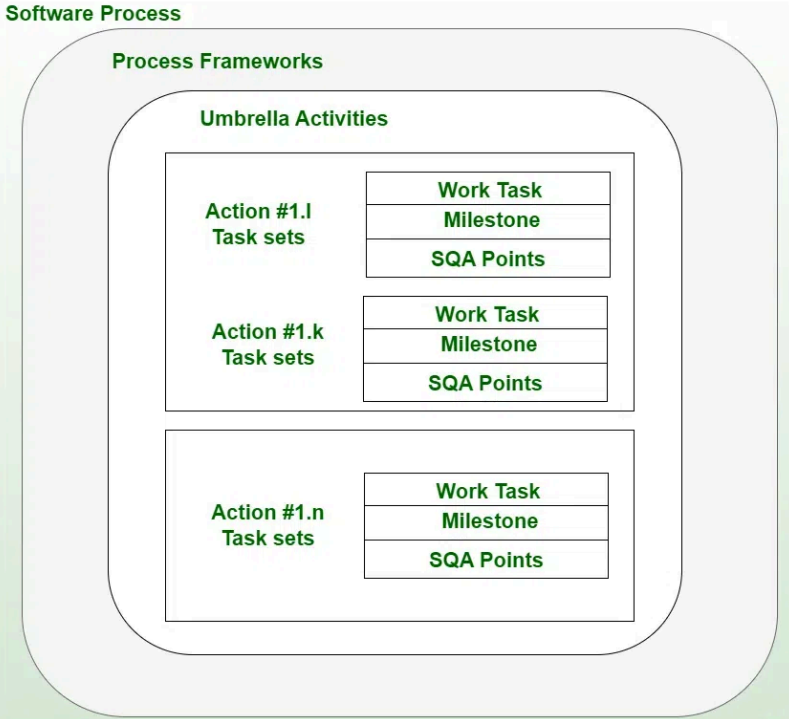 Software Process
Process Frameworks
Umbrella Activities
Action #1.l
Task sets
Work Task
Milestone
SQA Points
Action #1.k
Task sets
Work Task
Milestone
SQA Points
Action #1.n
Task sets
Work Task
Milestone
SQA Points